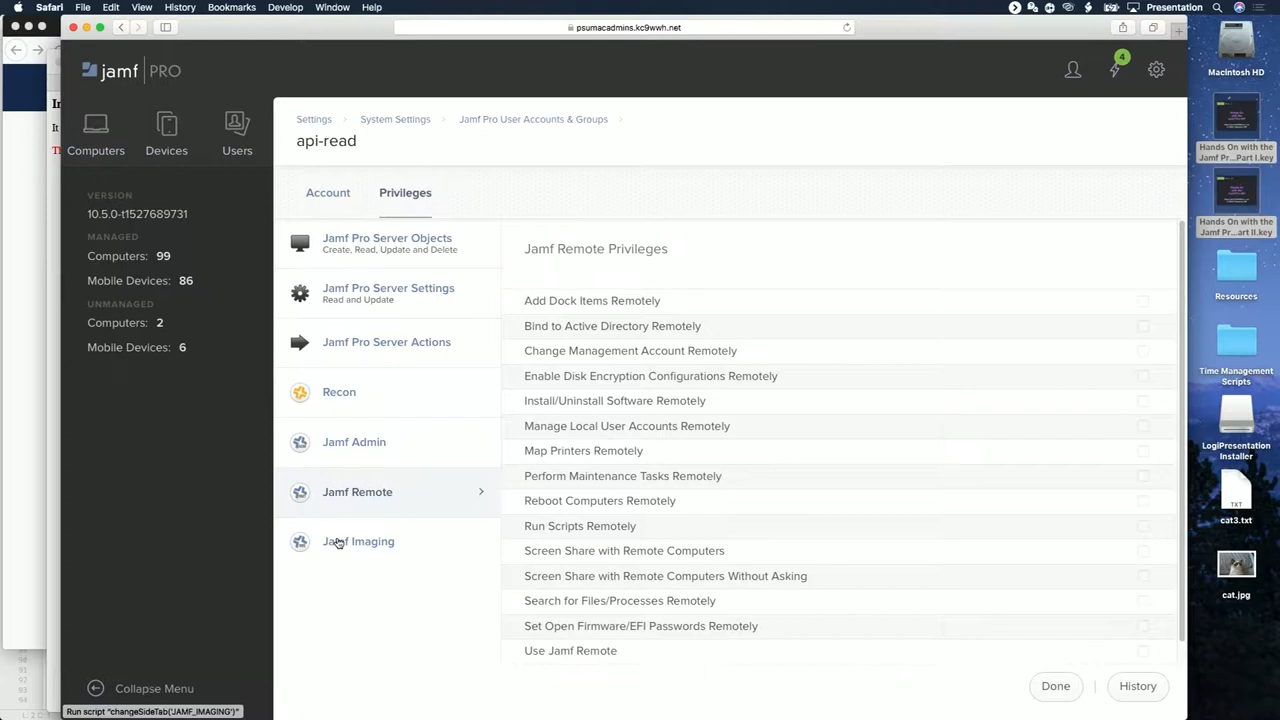 Safari File Edit View History Bookmarks Develop Window Help
Presentation
psumacadmins.kc9wwh.net
jamf PRO
4
Computers
Devices
Users
VERSION
10.5.0-t1527689731
MANAGED
Computers: 99
Mobile Devices: 86
UNMANAGED
Computers: 2
Mobile Devices: 6
Collapse Menu
Run script "changeSideTab('JAMF_IMAGING')"
Settings System Settings Jamf Pro User Accounts & Groups
api-read
Account Privileges
Jamf Pro Server Objects
Create, Read, Update and Delete
Jamf Pro Server Settings
Read and Update
Jamf Pro Server Actions
Recon
Jamf Admin
Jamf Remote
Jamf Imaging
Jamf Remote Privileges
Add Dock Items Remotely
Bind to Active Directory Remotely
Change Management Account Remotely
Enable Disk Encryption Configurations Remotely
Install/Uninstall Software Remotely
Manage Local User Accounts Remotely
Map Printers Remotely
Perform Maintenance Tasks Remotely
Reboot Computers Remotely
Run Scripts Remotely
Screen Share with Remote Computers
Screen Share with Remote Computers Without Asking
Search for Files/Processes Remotely
Set Open Firmware/EFI Passwords Remotely
Use Jamf Remote
Done
History
Macintosh HD
Hands On with the
Jamf Pr...Part I.key
Hands On with the
Jamf Pr...art II.key
Resources
Time Management
Scripts
LogiPresentation
Installer
TXT
cat3.txt
cat.jpg